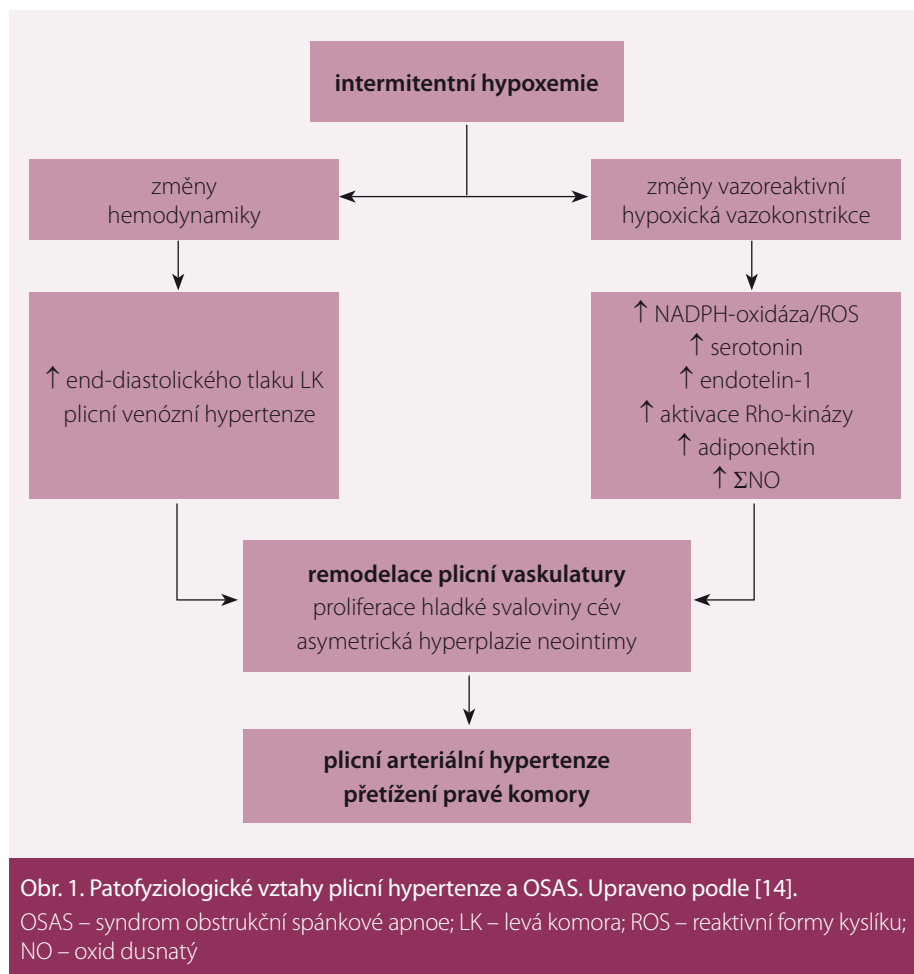 intermitentní hypoxemie
změny
hemodynamiky
změny vazoreaktivní
hypoxická vazokonstrikce
↑ end-diastolického tlaku LK
plicní venózní hypertenze
↑ NADPH-oxidáza/ROS
↑ serotonin
↑ endotelin-1
↑ aktivace Rho-kinázy
↑ adiponektin
↑ ΣNO
remodelace plicní vaskulatury
proliferace hladké svaloviny cév
asymetrická hyperplazie neointimy
plicní arteriální hypertenze
přetížení pravé komory
Obr. 1. Patofyziologické vztahy plicní hypertenze a OSAS. Upraveno podle [14].
OSAS – syndrom obstrukční spánkové apnoe; LK – levá komora; ROS – reaktivní formy kyslíku;
NO – oxid dusnatý